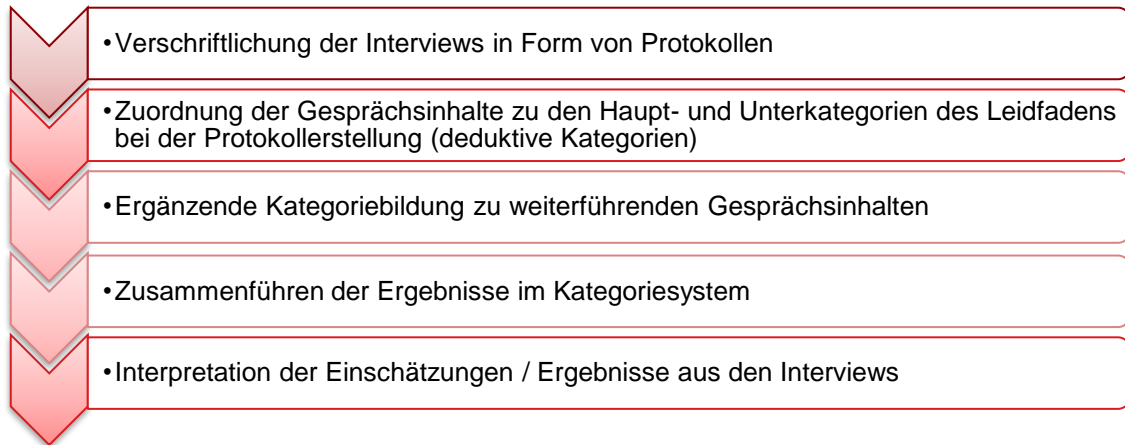 •Verschriftlichung der Interviews in Form von Protokollen
•Zuordnung der Gesprächsinhalte zu den Haupt- und Unterkategorien des Leidfadens
bei der Protokollerstellung (deduktive Kategorien)
•Ergänzende Kategoriebildung zu weiterführenden Gesprächsinhalten
•Zusammenführen der Ergebnisse im Kategoriesystem
•Interpretation der Einschätzungen / Ergebnisse aus den Interviews